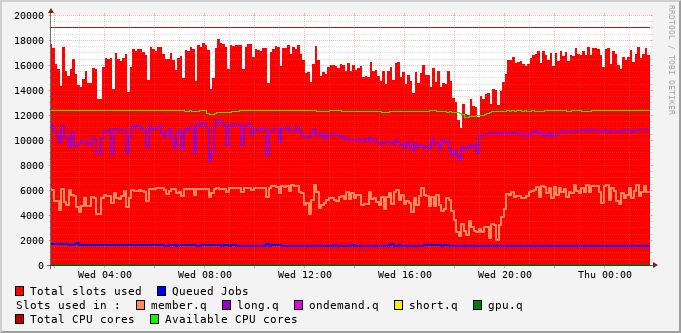 20000
18000
16000
14000
12000
10000
8000
6000
4000
2000
0
Wed 04:00 Wed 08:00 Wed 12:00 Wed 16:00 Wed 20:00 Thu 00:00
RRDTOOL / TOBI OETIKER
Total slots used Queued Jobs
Slots used in : member.q long.q ondemand.q short.q gpu.q
Total CPU cores Available CPU cores